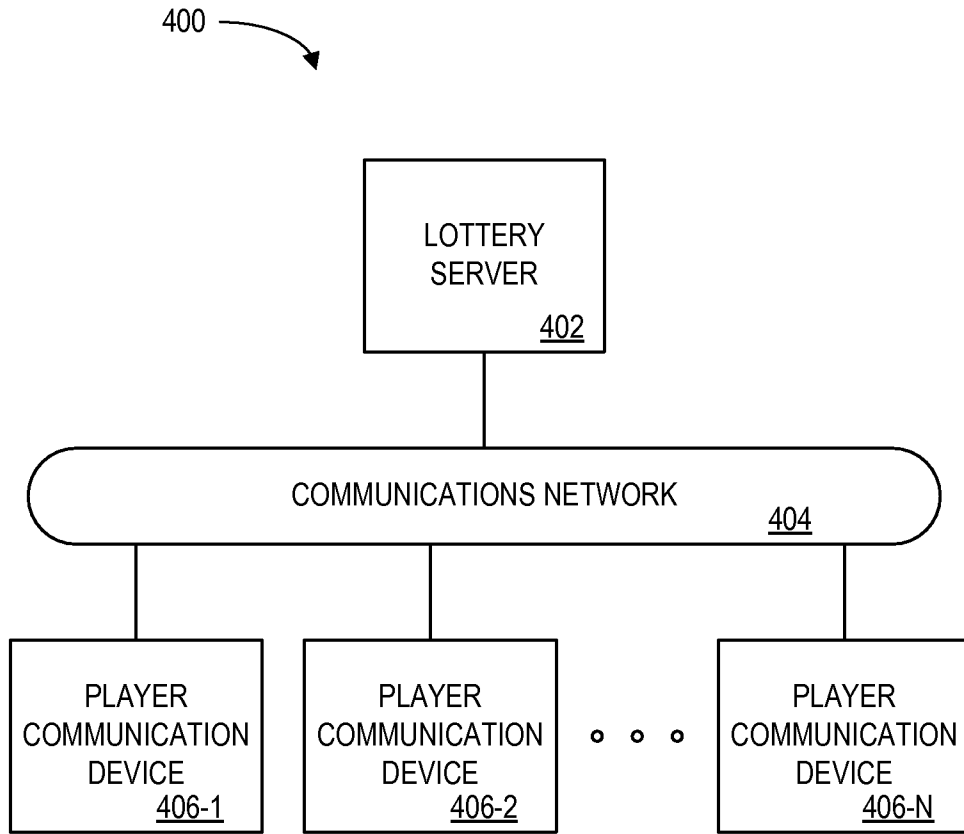 400
LOTTERY
SERVER
402
COMMUNICATIONS NETWORK
404
PLAYER
COMMUNICATION
DEVICE
406-1
PLAYER
COMMUNICATION
DEVICE
406-2
PLAYER
COMMUNICATION
DEVICE
406-N